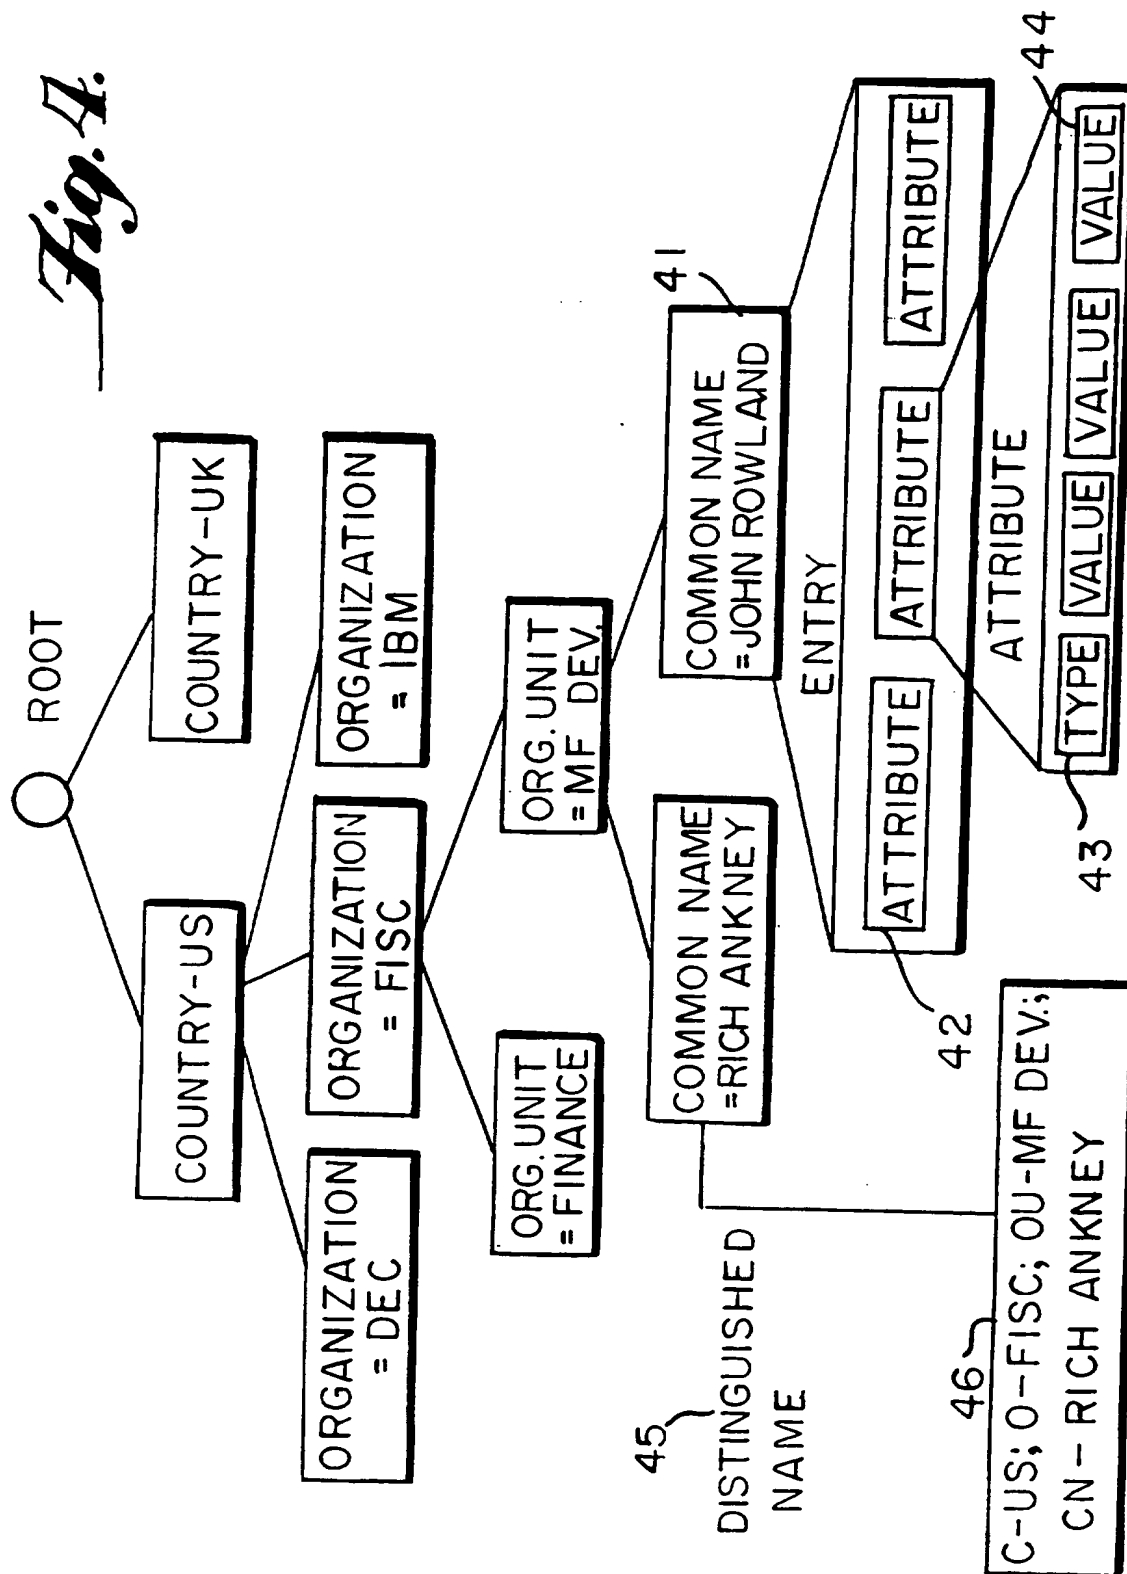 Fig. 4.
ROOT
COUNTRY-US
COUNTRY-UK
ORGANIZATION
= DEC
ORGANIZATION
= FISC
ORGANIZATION
= IBM
ORG. UNIT
=FINANCE
ORG. UNIT
=MF DEV.
COMMON NAME
=RICH ANKNEY
COMMON NAME
=JOHN ROWLAND
41
45
DISTINGUISHED
NAME
ENTRY
42
ATTRIBUTE
ATTRIBUTE
ATTRIBUTE
46
C-US; O-FISC; OU-MF DEV.;
CN- RICH ANKNEY
ATTRIBUTE
43
TYPE
VALUE
VALUE
VALUE
44